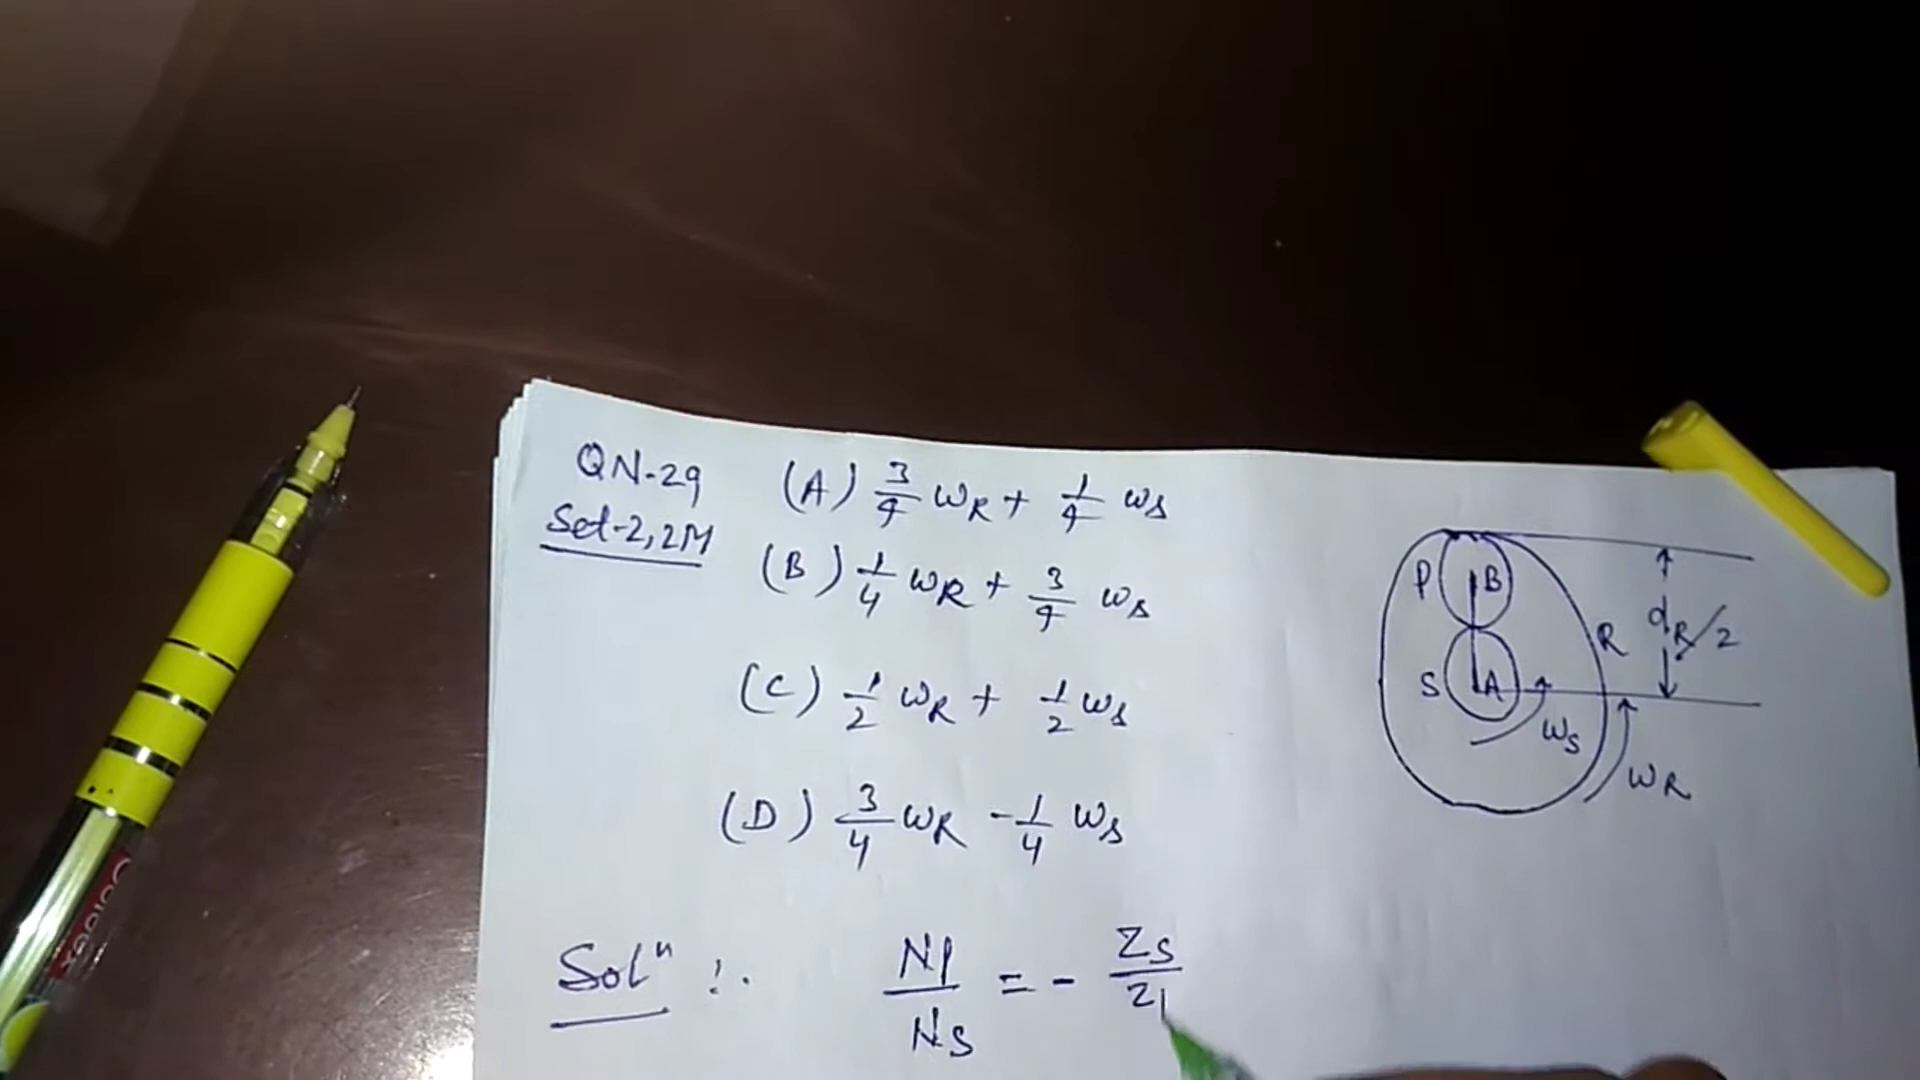 QN-29
Set-2, 2M
(A) 3/4 ωR + 1/4 ωs
(B) 1/4 ωR + 3/4 ωs
(C) 1/2 ωR + 1/2 ωs
(D) 3/4 ωR - 1/4 ωs
P B
S A
R
dR/2
ωs
ωR
Solⁿ :. NP/NS = - ZS/ZP